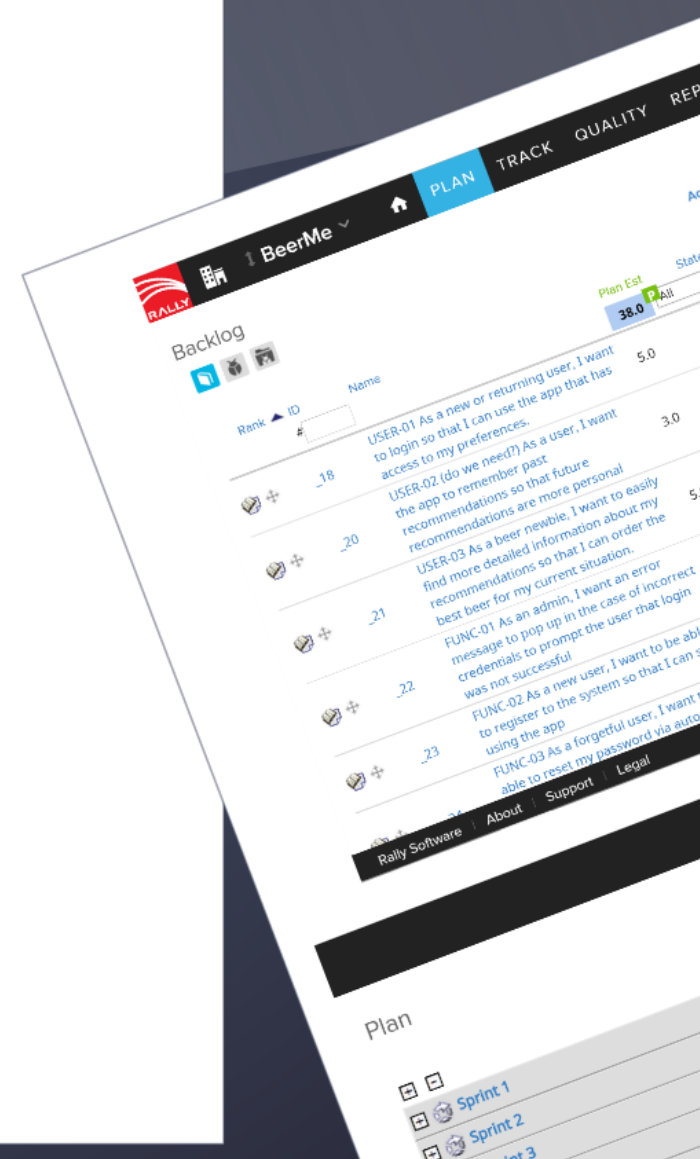 RALLY
BeerMe
PLAN
TRACK
QUALITY
Backlog
Plan Est
38.0
P
All
Rank
ID
#
Name
_18
USER-01 As a new or returning user, I want
to login so that I can use the app that has
access to my preferences.
5.0
_20
USER-02 (do we need?) As a user, I want
the app to remember past
recommendations so that future
recommendations are more personal
3.0
_21
USER-03 As a beer newbie, I want to easily
find more detailed information about my
recommendations so that I can order the
best beer for my current situation.
_22
FUNC-01 As an admin, I want an error
message to pop up in the case of incorrect
credentials to prompt the user that login
was not successful
_23
FUNC-02 As a new user, I want to be
to register to the system so that I can
using the app
FUNC-03 As a forgetful user, I want
able to reset my password via
Rally Software
About
Support
Legal
Plan
Sprint 1
Sprint 2
3